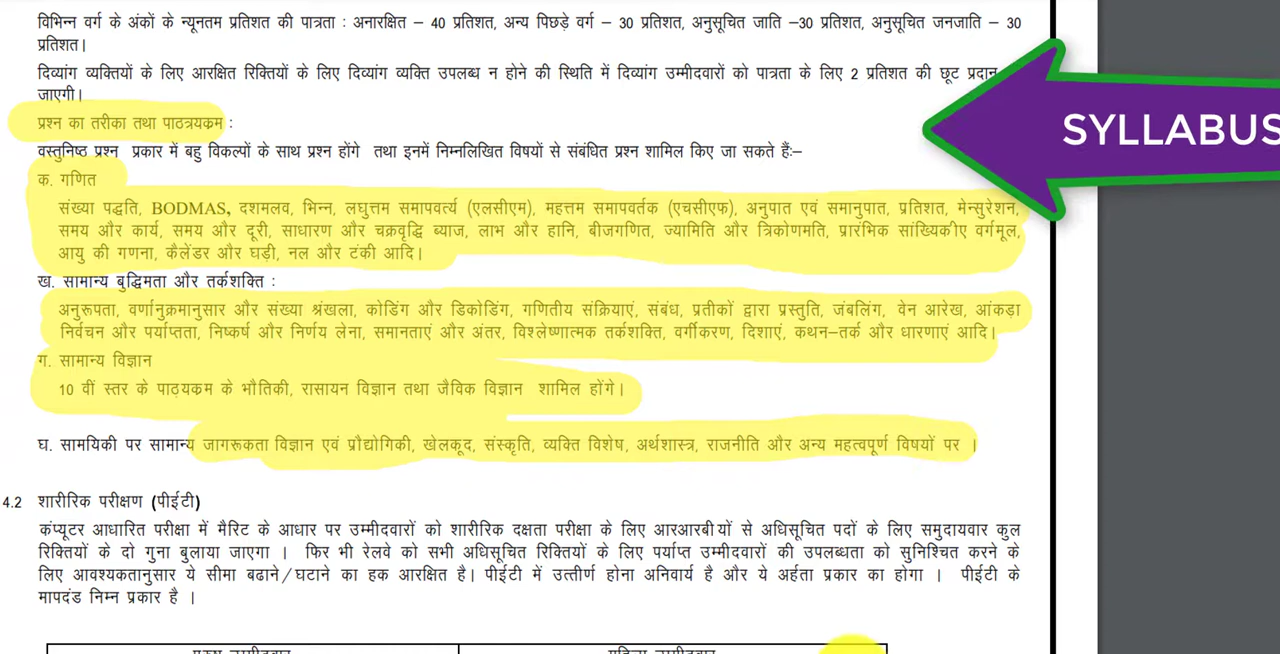 विभिन्न वर्ग के अंकों के न्यूनतम प्रतिशत की पात्रता : अनारक्षित – 40 प्रतिशत, अन्य पिछड़े वर्ग – 30 प्रतिशत, अनुसूचित जाति –30 प्रतिशत, अनुसूचित जनजाति – 30
प्रतिशत।
दिव्यांग व्यक्तियों के लिए आरक्षित रिक्तियों के लिए दिव्यांग व्यक्ति उपलब्ध न होने की स्थिति में दिव्यांग उम्मीदवारों को पात्रता के लिए 2 प्रतिशत की छूट प्रदान
जाएगी।
SYLLABUS
प्रश्न का तरीका तथा पाठत्रयकम :
वस्तुनिष्ठ प्रश्न प्रकार में बहु विकल्पों के साथ प्रश्न होंगे तथा इनमें निम्नलिखित विषयों से संबंधित प्रश्न शामिल किए जा सकते हैं:–
क. गणित
संख्या पद्धति, BODMAS, दशमलव, भिन्न, लघुत्तम समापवर्त्य (एलसीएम), महत्तम समापवर्तक (एचसीएफ), अनुपात एवं समानुपात, प्रतिशत, मेन्सुरेशन,
समय और कार्य, समय और दूरी, साधारण और चक्रवृद्धि ब्याज, लाभ और हानि, बीजगणित, ज्यामिति और त्रिकोणमति, प्रारंभिक सांख्यिकीए वर्गमूल,
आयु की गणना, कैलेंडर और घड़ी, नल और टंकी आदि।
ख. सामान्य बुद्धिमता और तर्कशक्ति :
अनुरूपता, वर्णानुक्रमानुसार और संख्या श्रंखला, कोडिंग और डिकोडिंग, गणितीय संक्रियाएं, संबंध, प्रतीकों द्वारा प्रस्तुति, जंबलिंग, वेन आरेख, आंकड़ा
निर्वचन और पर्याप्तता, निष्कर्ष और निर्णय लेना, समानताएं और अंतर, विश्लेष्णात्मक तर्कशक्ति, वर्गीकरण, दिशाएं, कथन–तर्क और धारणाएं आदि।
ग. सामान्य विज्ञान
10 वीं स्तर के पाठ्यक्रम के भौतिकी, रासायन विज्ञान तथा जैविक विज्ञान शामिल होंगे।
घ. सामयिकी पर सामान्य जागरूकता विज्ञान एवं प्रौद्योगिकी, खेलकूद, संस्कृति, व्यक्ति विशेष, अर्थशास्त्र, राजनीति और अन्य महत्वपूर्ण विषयों पर ।
4.2 शारीरिक परीक्षण (पीईटी)
कंप्यूटर आधारित परीक्षा में मैरिट के आधार पर उम्मीदवारों को शारीरिक दक्षता परीक्षा के लिए आरआरबीयों से अधिसूचित पदों के लिए समुदायवार कुल
रिक्तियों के दो गुना बुलाया जाएगा । फिर भी रेलवे को सभी अधिसूचित रिक्तियों के लिए पर्याप्त उम्मीदवारों की उपलब्धता को सुनिश्चित करने के
लिए आवश्यकतानुसार ये सीमा बढाने/घटाने का हक आरक्षित है। पीईटी में उत्तीर्ण होना अनिवार्य है और ये अर्हता प्रकार का होगा । पीईटी के
मापदंड निम्न प्रकार है ।